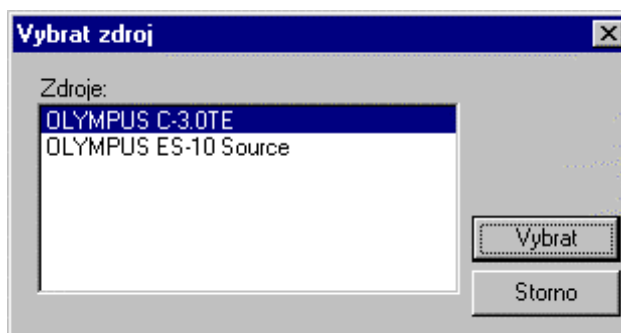 Vybrat zdroj
Zdroje:
OLYMPUS C-3.0TE
OLYMPUS ES-10 Source
Vybrat
Storno